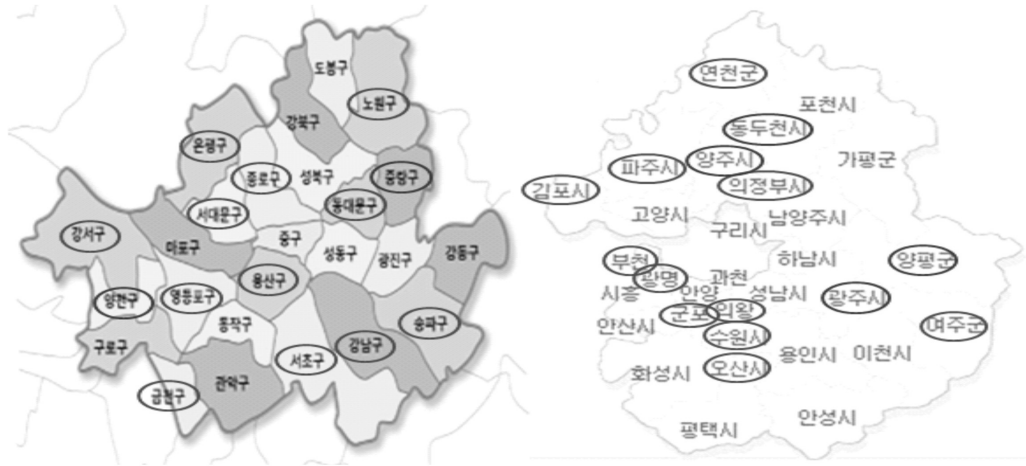 도봉구
노원구
강북구
은평구
종로구
성북구
중랑구
서대문구
동대문구
강서구
마포구
중구
성동구
광진구
강동구
양천구
영등포구
용산구
동작구
송파구
구로구
서초구
강남구
금천구
관악구
연천군
포천시
동두천시
파주시
양주시
가평군
김포시
의정부시
고양시
구리시
남양주시
부천
광명
과천
하남시
양평군
시흥
안양
성남시
광주시
안산시
군포
의왕
여주군
수원시
용인시
이천시
화성시
오산시
평택시
안성시